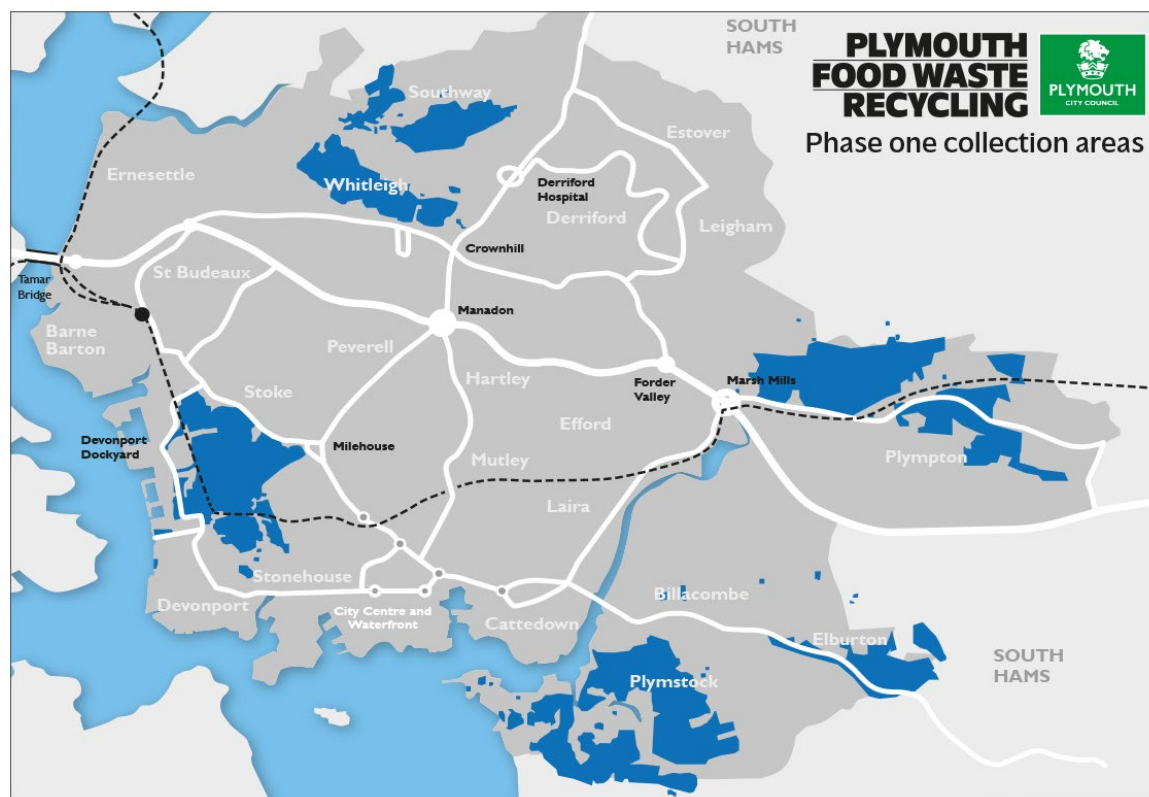 SOUTH
HAMS
PLYMOUTH
FOOD WASTE
RECYCLING
PLYMOUTH
CITY COUNCIL
Phase one collection areas
Southway
Estover
Ernesettle
Whitleigh
Derriford
Hospital
Derriford
Leigham
Crownhill
St Budeaux
Tamar
Bridge
Manadon
Barne
Barton
Peverell
Hartley
Forder
Valley
Marsh Mills
Stoke
Efford
Devonport
Dockyard
Milehouse
Mutley
Plympton
Laira
Stonehouse
Devonport
City Centre and
Waterfront
Cattedown
Billacombe
Elburton
SOUTH
HAMS
Plymstock